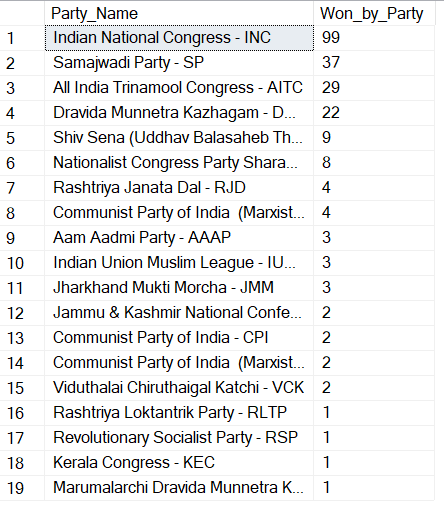 Party_Name Won_by_Party
1 Indian National Congress - INC 99
2 Samajwadi Party - SP 37
3 All India Trinamool Congress - AITC 29
4 Dravida Munnetra Kazhagam - D... 22
5 Shiv Sena (Uddhav Balasaheb Th... 9
6 Nationalist Congress Party Shara... 8
7 Rashtriya Janata Dal - RJD 4
8 Communist Party of India  (Marxist... 4
9 Aam Aadmi Party - AAAP 3
10 Indian Union Muslim League - IU... 3
11 Jharkhand Mukti Morcha - JMM 3
12 Jammu & Kashmir National Confe... 2
13 Communist Party of India - CPI 2
14 Communist Party of India  (Marxist... 2
15 Viduthalai Chiruthaigal Katchi - VCK 2
16 Rashtriya Loktantrik Party - RLTP 1
17 Revolutionary Socialist Party - RSP 1
18 Kerala Congress - KEC 1
19 Marumalarchi Dravida Munnetra K... 1